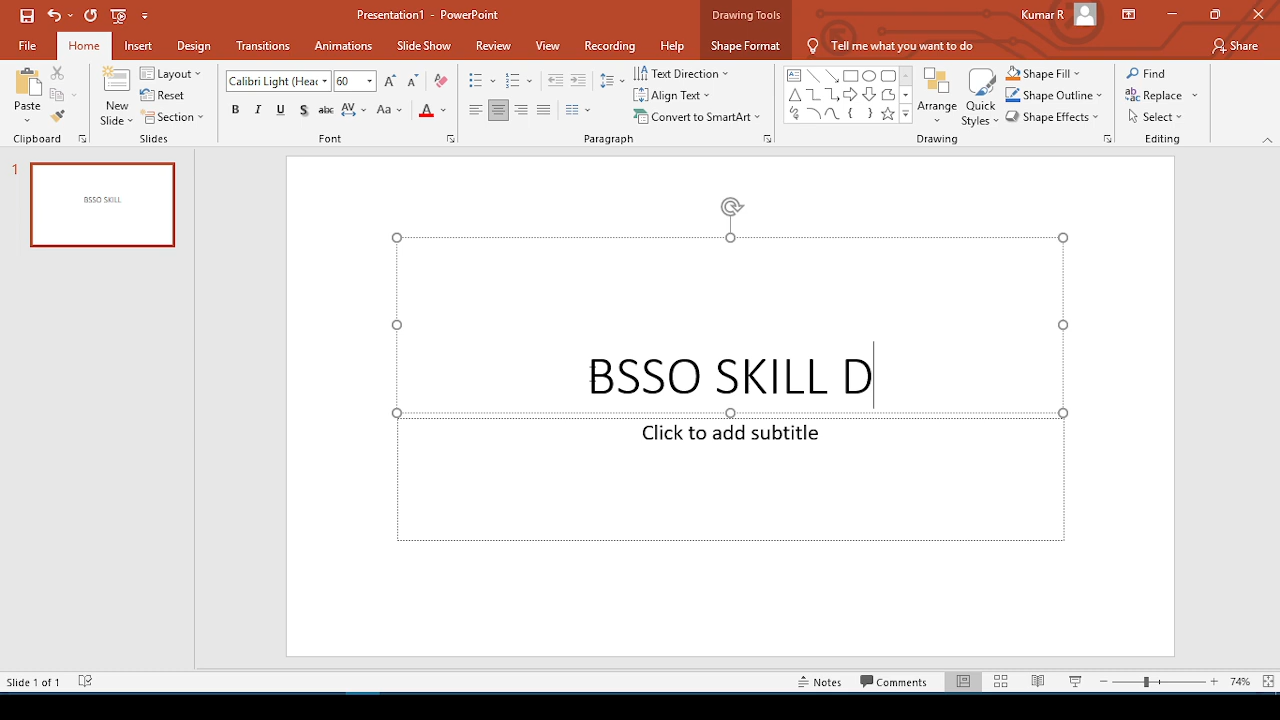 Presentation1 - PowerPoint
Drawing Tools
Kumar R
File Home Insert Design Transitions Animations Slide Show Review View Recording Help Shape Format Tell me what you want to do Share
Paste
Clipboard
New
Slide
Layout
Reset
Section
Slides
Calibri Light (Head 60
B I U S abc AV Aa A
Font
Text Direction
Align Text
Convert to SmartArt
Paragraph
Arrange
Quick
Styles
Shape Fill
Shape Outline
Shape Effects
Drawing
Find
Replace
Select
Editing
1
BSSO SKILL
BSSO SKILL D
Click to add subtitle
Slide 1 of 1
Notes
Comments
74%